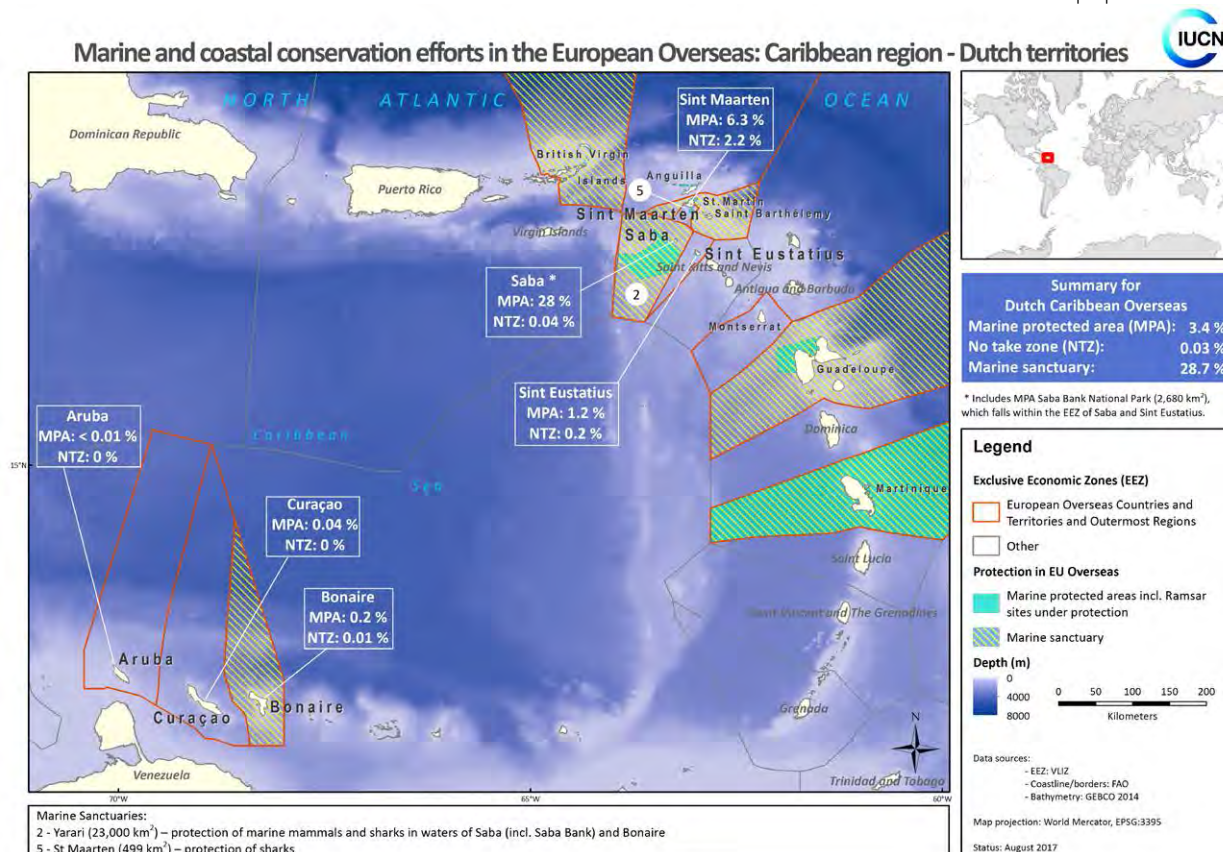 IUCN
Marine and coastal conservation efforts in the European Overseas: Caribbean region - Dutch territories
NORTH ATLANTIC OCEAN
Dominican Republic
Puerto Rico
British Virgin
Islands
Virgin Islands
Anguilla
St. Martin
Saint Barthélemy
Sint Maarten
Saba
Sint Eustatius
Saint Kitts and Nevis
Antigua and Barbuda
Montserrat
Guadeloupe
Dominica
Martinique
Saint Lucia
Saint Vincent and The Grenadines
Grenada
Trinidad and Tobago
Venezuela
Caribbean
Sea
Aruba
Curaçao
Bonaire
5
2
Sint Maarten
MPA: 6.3 %
NTZ: 2.2 %
Saba *
MPA: 28 %
NTZ: 0.04 %
Sint Eustatius
MPA: 1.2 %
NTZ: 0.2 %
Aruba
MPA: < 0.01 %
NTZ: 0 %
Curaçao
MPA: 0.04 %
NTZ: 0 %
Bonaire
MPA: 0.2 %
NTZ: 0.01 %
15°N
70°W
65°W
60°W
N
Summary for
Dutch Caribbean Overseas
Marine protected area (MPA): 3.4 %
No take zone (NTZ): 0.03 %
Marine sanctuary: 28.7 %
* Includes MPA Saba Bank National Park (2,680 km²),
which falls within the EEZ of Saba and Sint Eustatius.
Legend
Exclusive Economic Zones (EEZ)
European Overseas Countries and
Territories and Outermost Regions
Other
Protection in EU Overseas
Marine protected areas incl. Ramsar
sites under protection
Marine sanctuary
Depth (m)
0
4000
8000
0 50 100 150 200
Kilometers
Data sources:
- EEZ: VLIZ
- Coastline/borders: FAO
- Bathymetry: GEBCO 2014
Map projection: World Mercator, EPSG:3395
Status: August 2017
Marine Sanctuaries:
2 - Yarari (23,000 km²) – protection of marine mammals and sharks in waters of Saba (incl. Saba Bank) and Bonaire
5 - St Maarten (499 km²) – protection of sharks